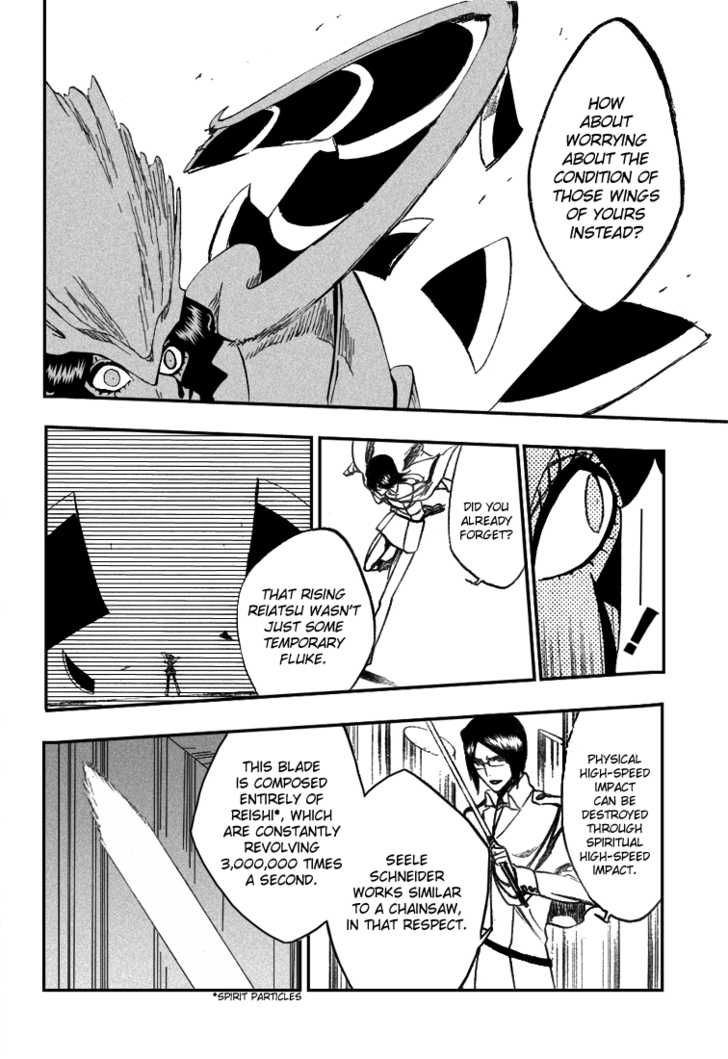 HOW
ABOUT
WORRYING
ABOUT THE
CONDITION OF
THOSE WINGS
OF YOURS
INSTEAD?
!
DID YOU
ALREADY
FORGET?
THAT RISING
REIATSU WASN'T
JUST SOME
TEMPORARY
FLUKE.
PHYSICAL
HIGH-SPEED
IMPACT
CAN BE
DESTROYED
THROUGH
SPIRITUAL
HIGH-SPEED
IMPACT.
SEELE
SCHNEIDER
WORKS SIMILAR
TO A CHAINSAW,
IN THAT RESPECT.
THIS BLADE
IS COMPOSED
ENTIRELY OF
REISHI*, WHICH
ARE CONSTANTLY
REVOLVING
3,000,000 TIMES
A SECOND.
*SPIRIT PARTICLES